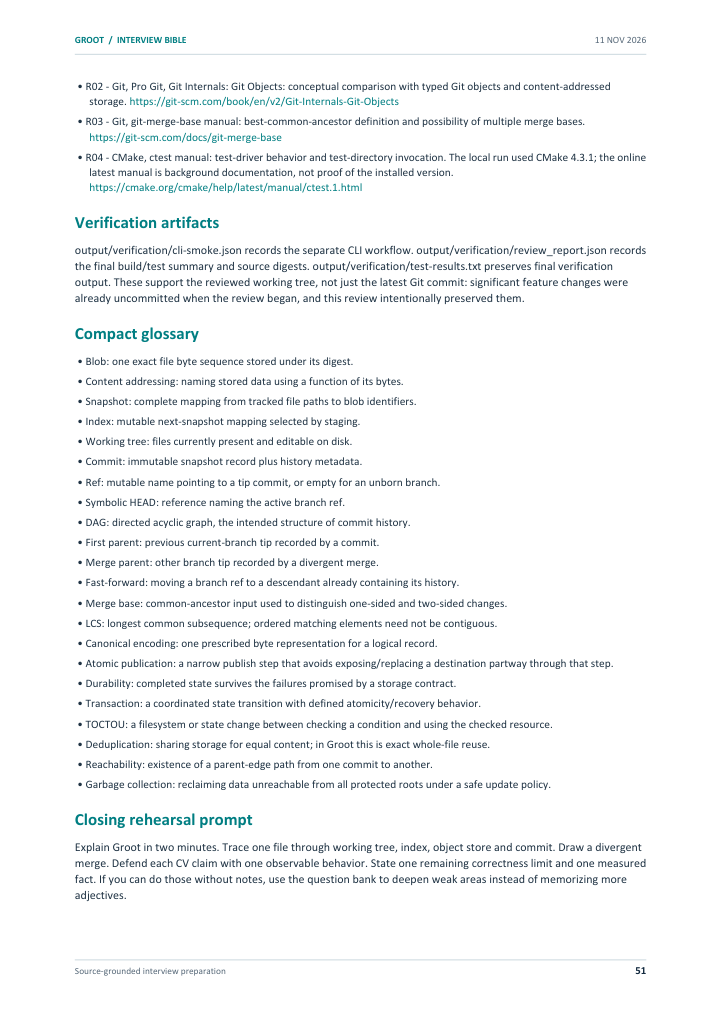 GROOT / INTERVIEW BIBLE
11 NOV 2026
• R02 - Git, Pro Git, Git Internals: Git Objects: conceptual comparison with typed Git objects and content-addressed
storage. https://git-scm.com/book/en/v2/Git-Internals-Git-Objects
• R03 - Git, git-merge-base manual: best-common-ancestor definition and possibility of multiple merge bases.
https://git-scm.com/docs/git-merge-base
• R04 - CMake, ctest manual: test-driver behavior and test-directory invocation. The local run used CMake 4.3.1; the online
latest manual is background documentation, not proof of the installed version.
https://cmake.org/cmake/help/latest/manual/ctest.1.html
Verification artifacts
output/verification/cli-smoke.json records the separate CLI workflow. output/verification/review_report.json records
the final build/test summary and source digests. output/verification/test-results.txt preserves final verification
output. These support the reviewed working tree, not just the latest Git commit: significant feature changes were
already uncommitted when the review began, and this review intentionally preserved them.
Compact glossary
• Blob: one exact file byte sequence stored under its digest.
• Content addressing: naming stored data using a function of its bytes.
• Snapshot: complete mapping from tracked file paths to blob identifiers.
• Index: mutable next-snapshot mapping selected by staging.
• Working tree: files currently present and editable on disk.
• Commit: immutable snapshot record plus history metadata.
• Ref: mutable name pointing to a tip commit, or empty for an unborn branch.
• Symbolic HEAD: reference naming the active branch ref.
• DAG: directed acyclic graph, the intended structure of commit history.
• First parent: previous current-branch tip recorded by a commit.
• Merge parent: other branch tip recorded by a divergent merge.
• Fast-forward: moving a branch ref to a descendant already containing its history.
• Merge base: common-ancestor input used to distinguish one-sided and two-sided changes.
• LCS: longest common subsequence; ordered matching elements need not be contiguous.
• Canonical encoding: one prescribed byte representation for a logical record.
• Atomic publication: a narrow publish step that avoids exposing/replacing a destination partway through that step.
• Durability: completed state survives the failures promised by a storage contract.
• Transaction: a coordinated state transition with defined atomicity/recovery behavior.
• TOCTOU: a filesystem or state change between checking a condition and using the checked resource.
• Deduplication: sharing storage for equal content; in Groot this is exact whole-file reuse.
• Reachability: existence of a parent-edge path from one commit to another.
• Garbage collection: reclaiming data unreachable from all protected roots under a safe update policy.
Closing rehearsal prompt
Explain Groot in two minutes. Trace one file through working tree, index, object store and commit. Draw a divergent
merge. Defend each CV claim with one observable behavior. State one remaining correctness limit and one measured
fact. If you can do those without notes, use the question bank to deepen weak areas instead of memorizing more
adjectives.
Source-grounded interview preparation
51